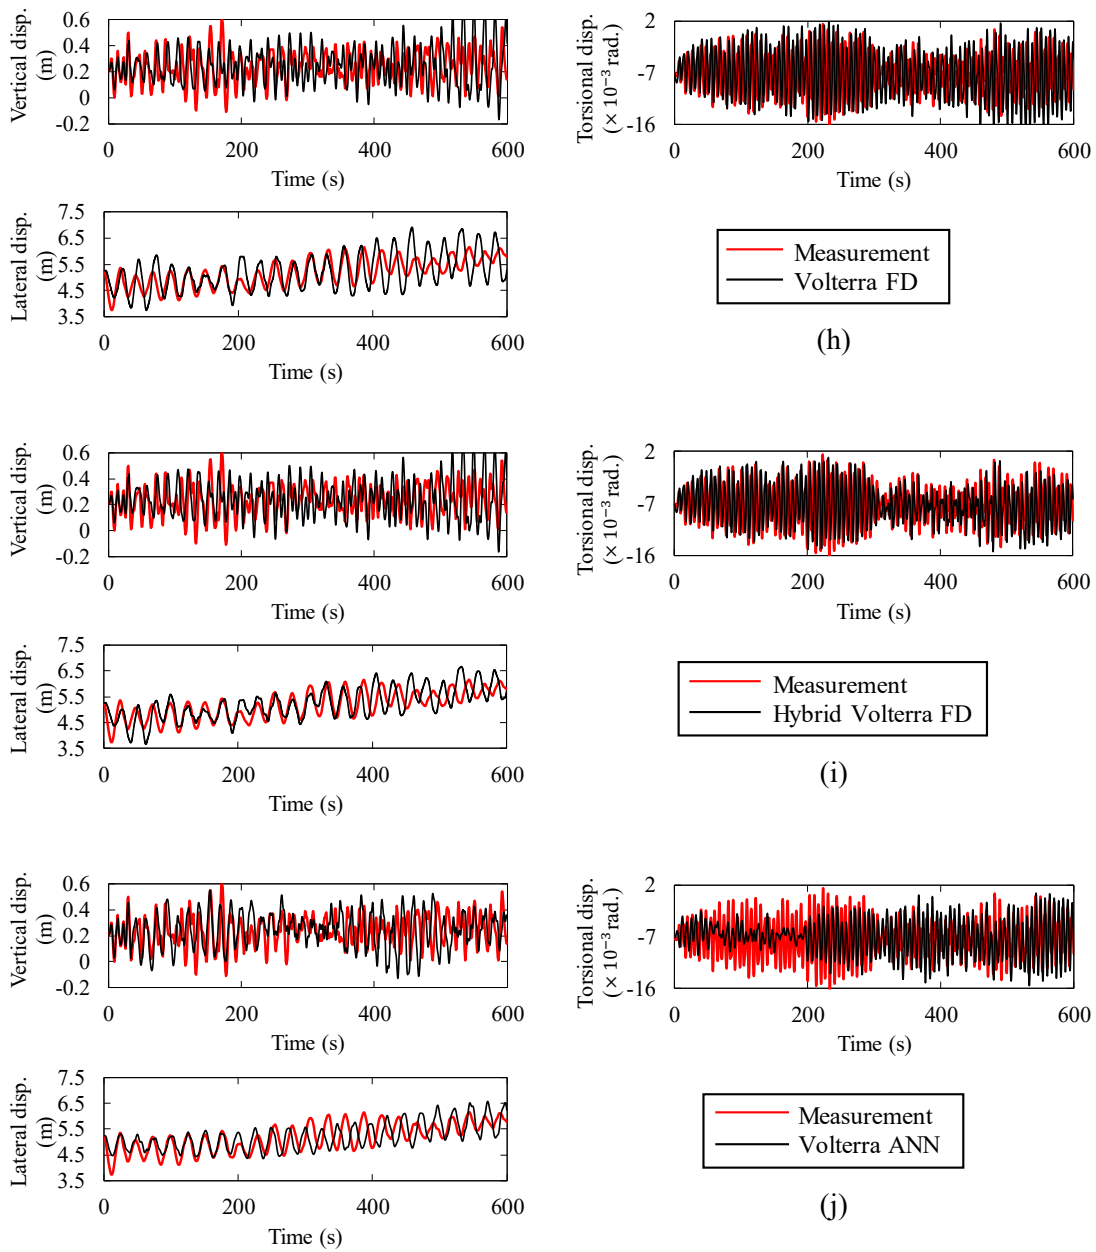 Vertical disp.
(m)
0.6
0.4
0.2
0
-0.2
0 200 400 600
Time (s)
Torsional disp.
(× 10⁻³ rad.)
2
-7
-16
0 200 400 600
Time (s)
Lateral disp.
(m)
7.5
6.5
5.5
4.5
3.5
0 200 400 600
Time (s)
Measurement
Volterra FD
(h)
Vertical disp.
(m)
0.6
0.4
0.2
0
-0.2
0 200 400 600
Time (s)
Torsional disp.
(× 10⁻³ rad.)
2
-7
-16
0 200 400 600
Time (s)
Lateral disp.
(m)
7.5
6.5
5.5
4.5
3.5
0 200 400 600
Time (s)
Measurement
Hybrid Volterra FD
(i)
Vertical disp.
(m)
0.6
0.4
0.2
0
-0.2
0 200 400 600
Time (s)
Torsional disp.
(× 10⁻³ rad.)
2
-7
-16
0 200 400 600
Time (s)
Lateral disp.
(m)
7.5
6.5
5.5
4.5
3.5
0 200 400 600
Time (s)
Measurement
Volterra ANN
(j)